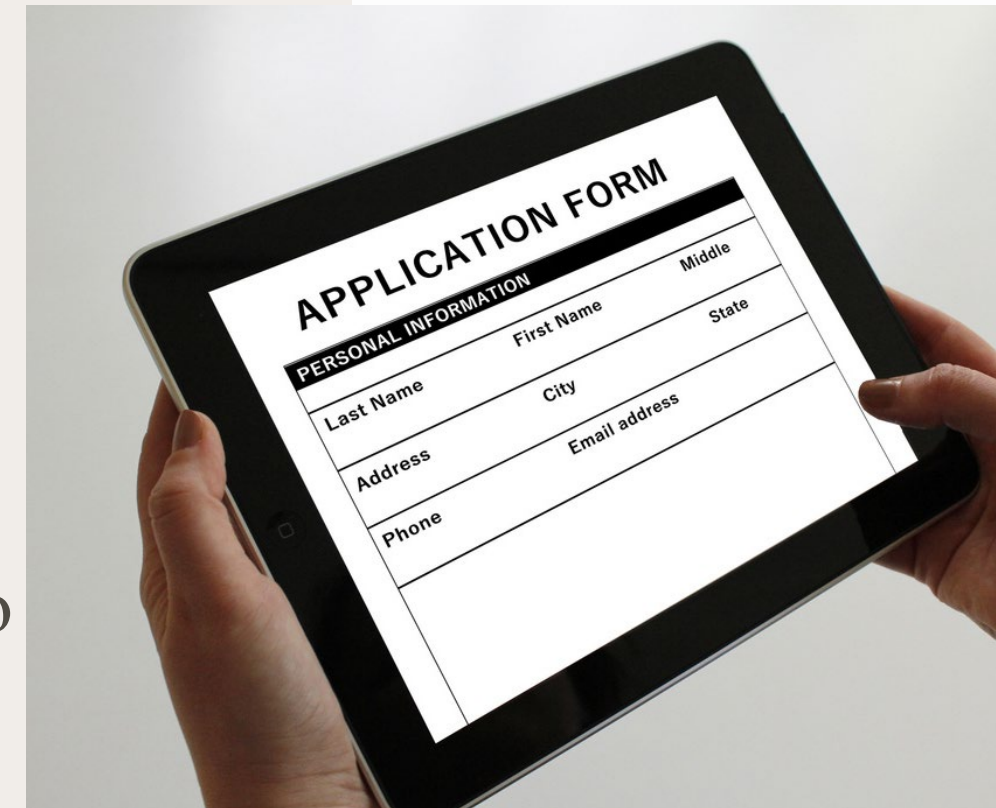 APPLICATION FORM
PERSONAL INFORMATION
Last Name First Name Middle
Address City State
Phone Email address